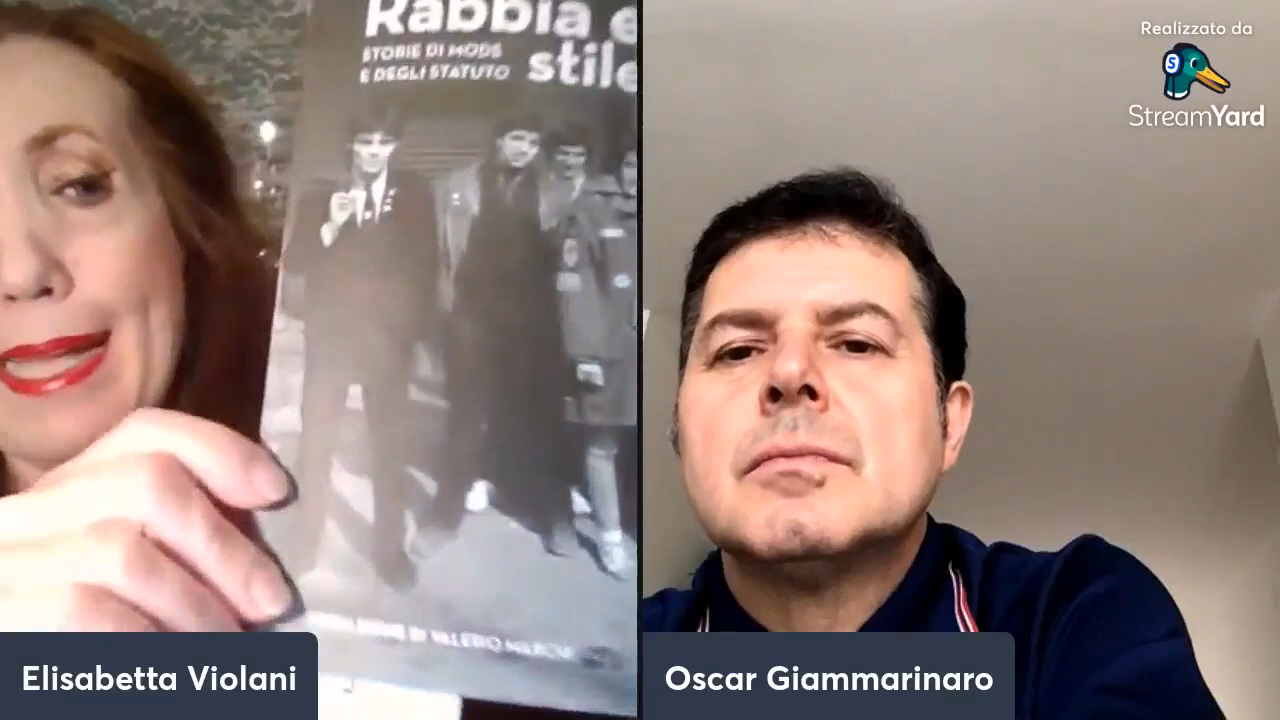 Rabbia e
STORIE DI MODS
E DEGLI STATUTO
stile
Realizzato da
StreamYard
Elisabetta Violani
Oscar Giammarinaro